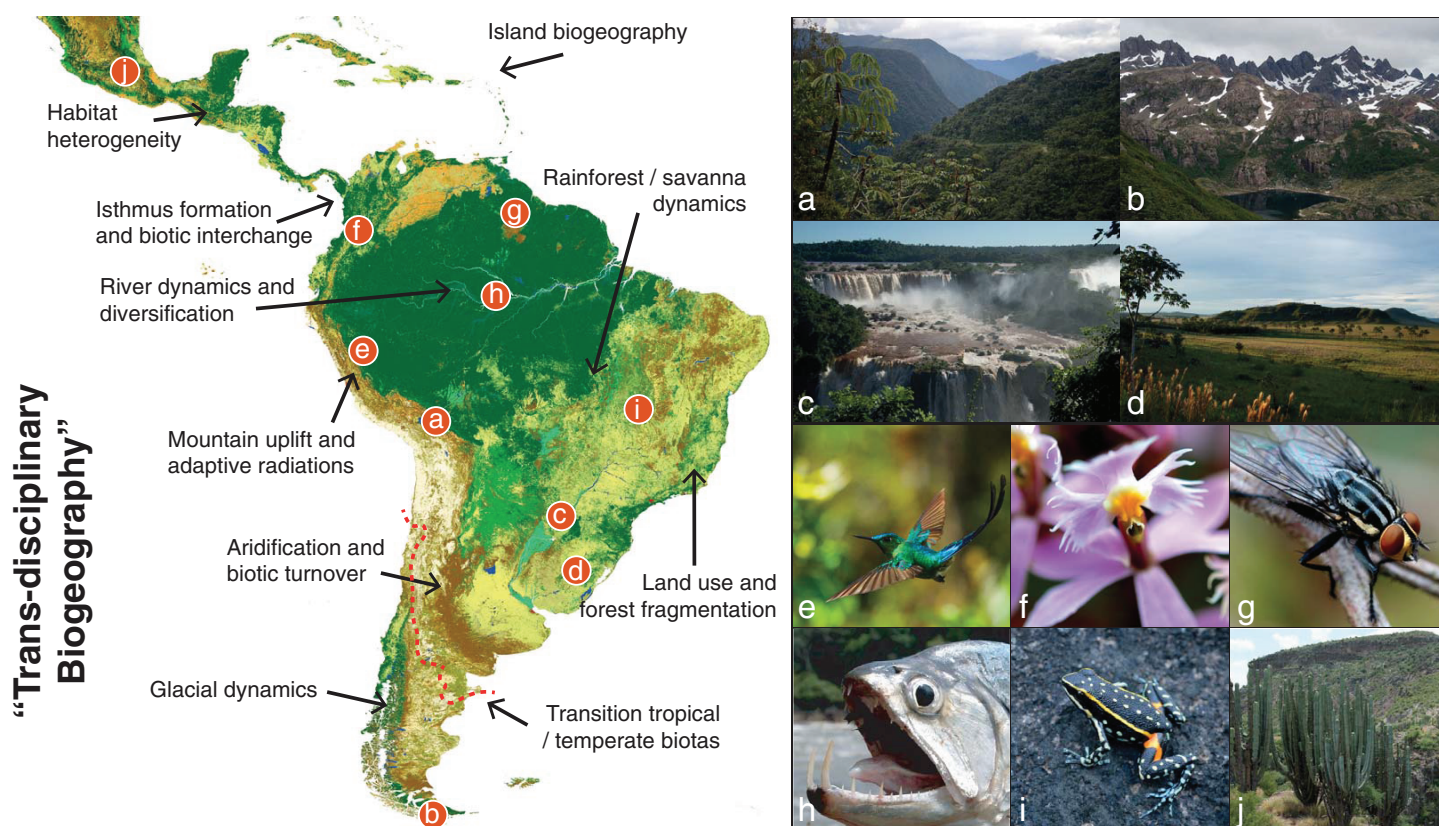 Island biogeography
j
Habitat
heterogeneity
Rainforest / savanna
dynamics
Isthmus formation
and biotic interchange
g
f
River dynamics and
diversification
h
e
i
a
Mountain uplift and
adaptive radiations
c
Aridification and
biotic turnover
d
Land use and
forest fragmentation
Glacial dynamics
Transition tropical
/ temperate biotas
b
“Trans-disciplinary
Biogeography”
a
b
c
d
e
f
g
h
i
j